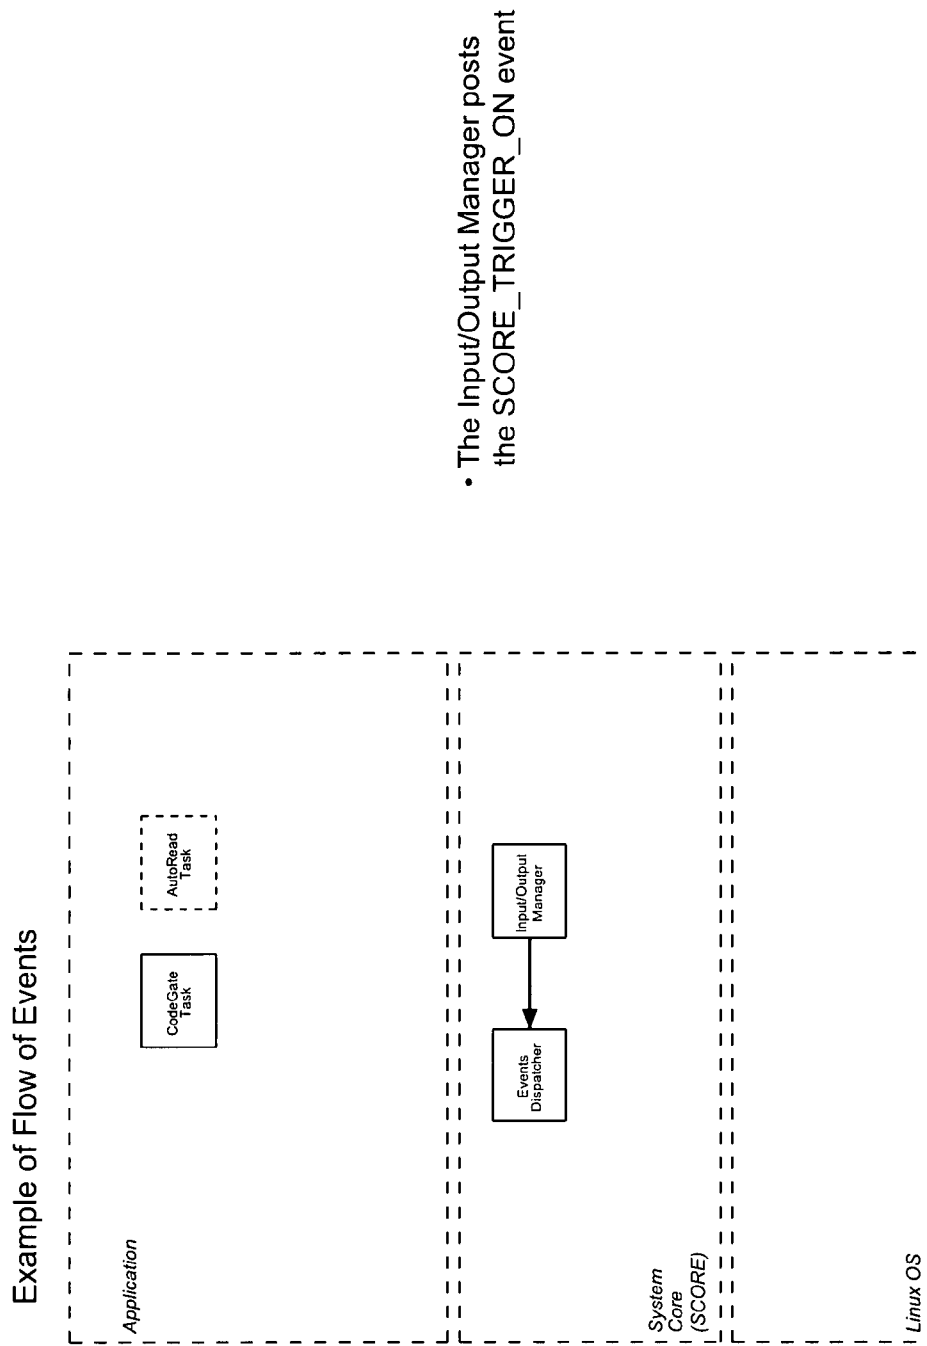 Example of Flow of Events
Application
CodeGate
Task
AutoRead
Task
System
Core
(SCORE)
Events
Dispatcher
Input/Output
Manager
Linux OS
• The Input/Output Manager posts
the SCORE_TRIGGER_ON event